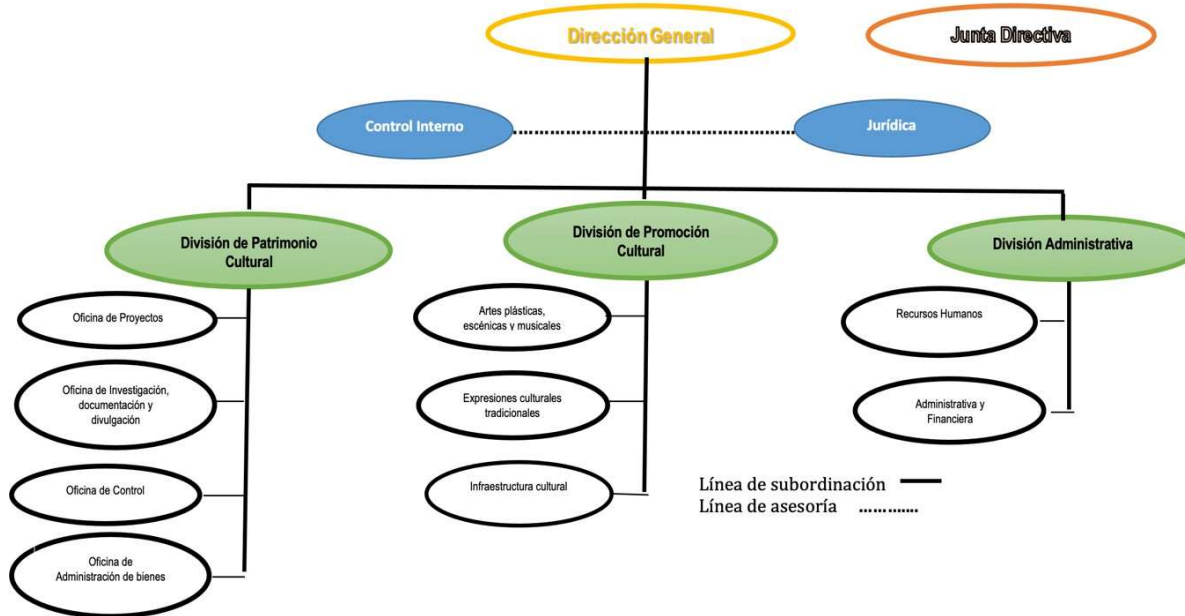 Dirección General
Junta Directiva
Control Interno
Jurídica
División de Patrimonio
Cultural
División de Promoción
Cultural
División Administrativa
Oficina de Proyectos
Oficina de Investigación,
documentación y
divulgación
Oficina de Control
Oficina de
Administración de bienes
Artes plásticas,
escénicas y musicales
Expresiones culturales
tradicionales
Infraestructura cultural
Recursos Humanos
Administrativa y
Financiera
Línea de subordinación
Línea de asesoría